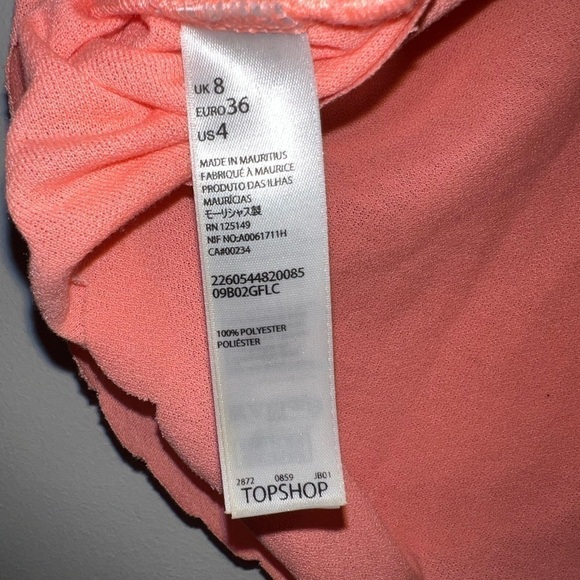 UK 8
EURO 36
US 4
MADE IN MAURITIUS
FABRIQUÉ À MAURICE
PRODUTO DAS ILHAS
MAURÍCIAS
モーリシャス製
RN 125149
NIF NO:A0061711H
CA#00234
2260544820085
09B02GFLC
100% POLYESTER
POLIÉSTER
2872 0859 JB01
TOPSHOP